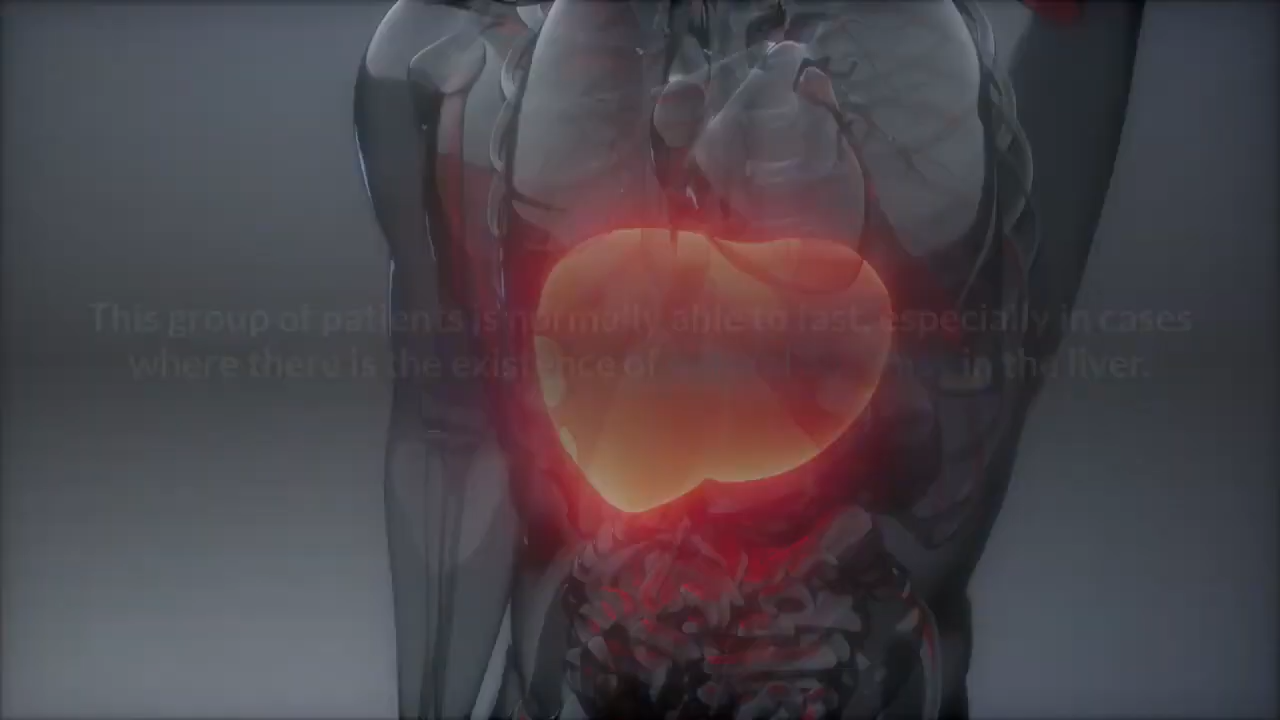 This group of patients is normally able to fast, especially in cases
where there is the existence of in the liver.